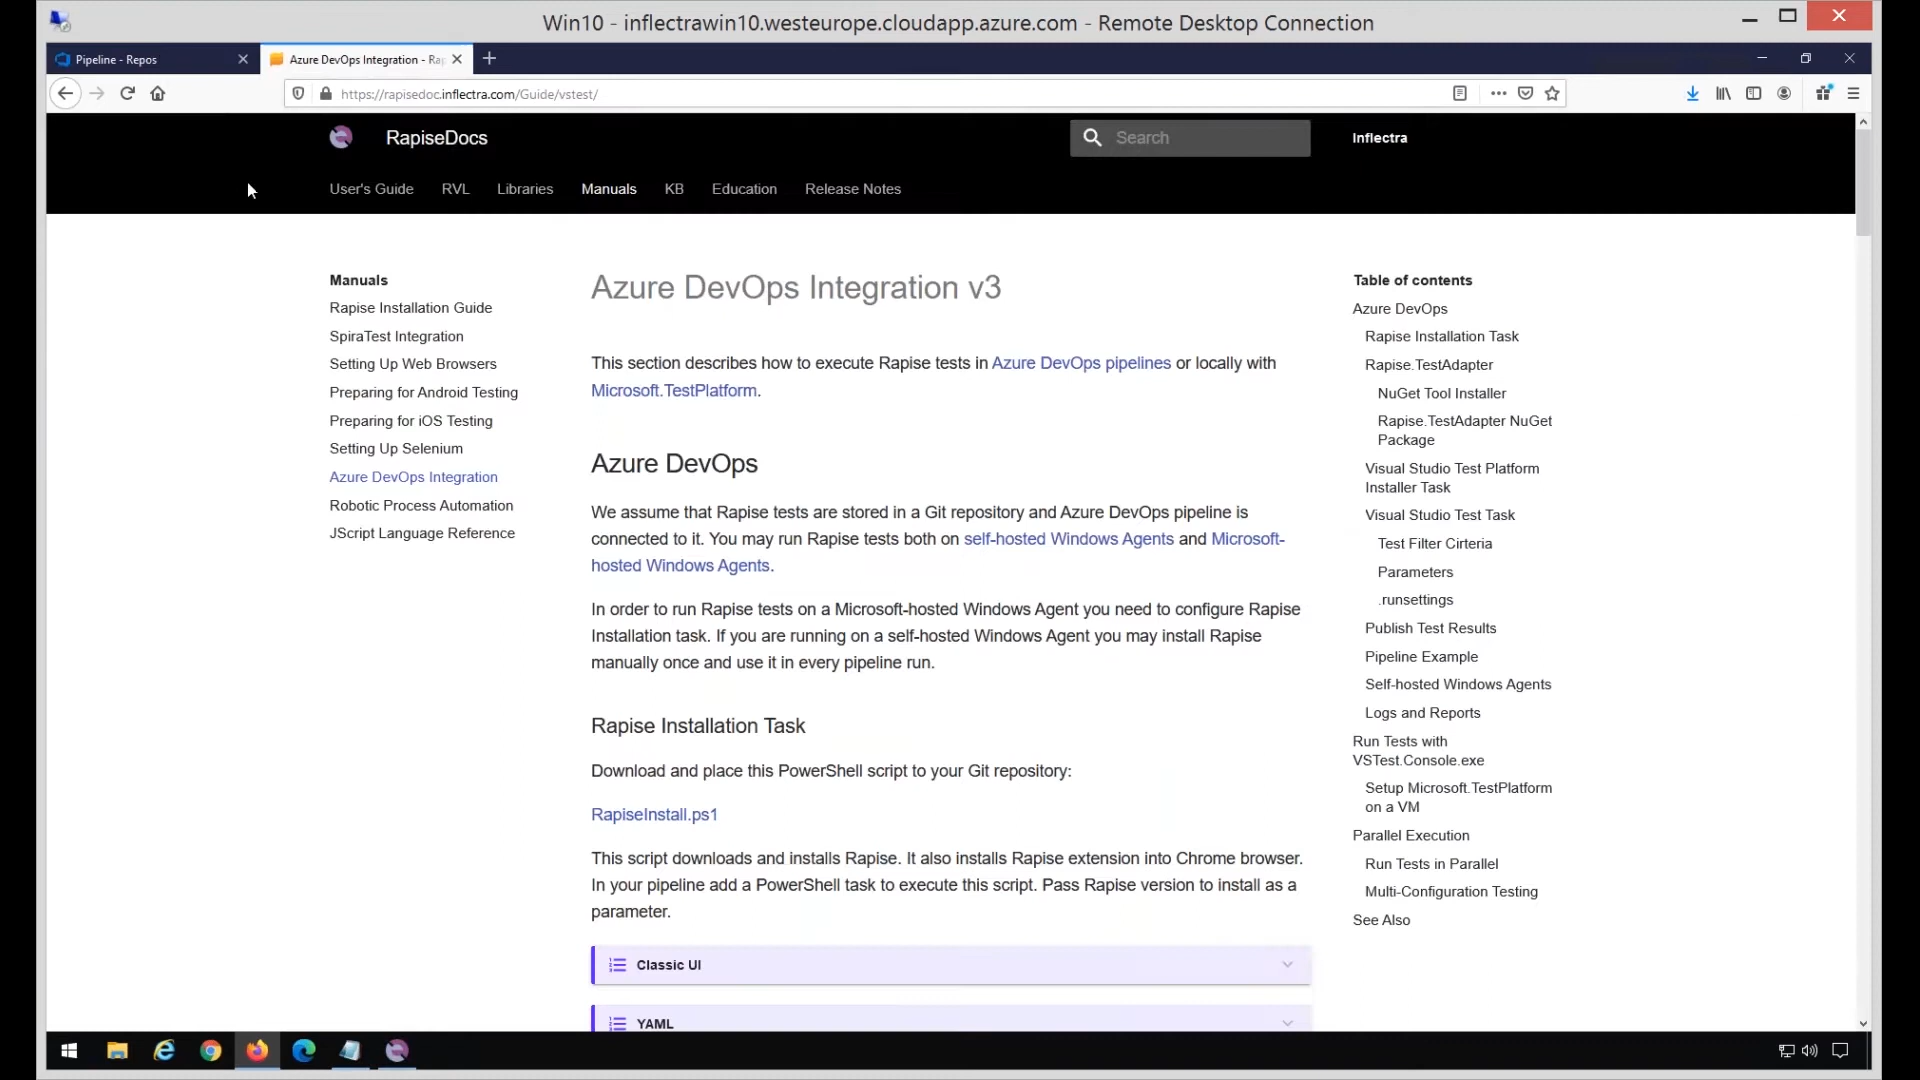 Win10 - inflectrawin10.westeurope.cloudapp.azure.com - Remote Desktop Connection
Pipeline - Repos
Azure DevOps Integration - Rap
https://rapisedoc.inflectra.com/Guide/vstest/
RapiseDocs
Search
Inflectra
User's Guide RVL Libraries Manuals KB Education Release Notes
Manuals
Rapise Installation Guide
SpiraTest Integration
Setting Up Web Browsers
Preparing for Android Testing
Preparing for iOS Testing
Setting Up Selenium
Azure DevOps Integration
Robotic Process Automation
JScript Language Reference
Azure DevOps Integration v3
This section describes how to execute Rapise tests in Azure DevOps pipelines or locally with
Microsoft.TestPlatform.
Azure DevOps
We assume that Rapise tests are stored in a Git repository and Azure DevOps pipeline is
connected to it. You may run Rapise tests both on self-hosted Windows Agents and Microsoft-
hosted Windows Agents.
In order to run Rapise tests on a Microsoft-hosted Windows Agent you need to configure Rapise
Installation task. If you are running on a self-hosted Windows Agent you may install Rapise
manually once and use it in every pipeline run.
Rapise Installation Task
Download and place this PowerShell script to your Git repository:
RapiseInstall.ps1
This script downloads and installs Rapise. It also installs Rapise extension into Chrome browser.
In your pipeline add a PowerShell task to execute this script. Pass Rapise version to install as a
parameter.
Classic UI
YAML
Table of contents
Azure DevOps
Rapise Installation Task
Rapise.TestAdapter
NuGet Tool Installer
Rapise.TestAdapter NuGet
Package
Visual Studio Test Platform
Installer Task
Visual Studio Test Task
Test Filter Cirteria
Parameters
.runsettings
Publish Test Results
Pipeline Example
Self-hosted Windows Agents
Logs and Reports
Run Tests with
VSTest.Console.exe
Setup Microsoft.TestPlatform
on a VM
Parallel Execution
Run Tests in Parallel
Multi-Configuration Testing
See Also